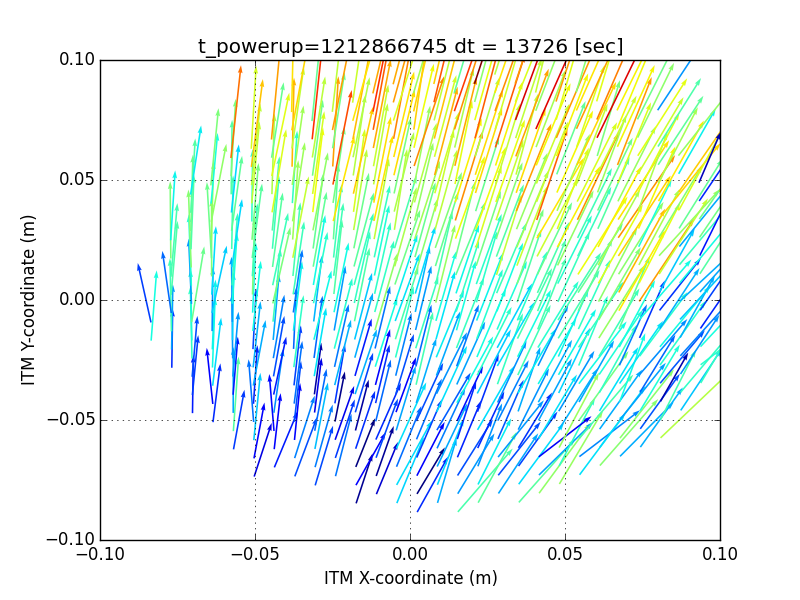 t_powerup=1212866745 dt = 13726 [sec]
0.10
0.05
0.00
−0.05
−0.10
ITM Y-coordinate (m)
−0.10 −0.05 0.00 0.05 0.10
ITM X-coordinate (m)